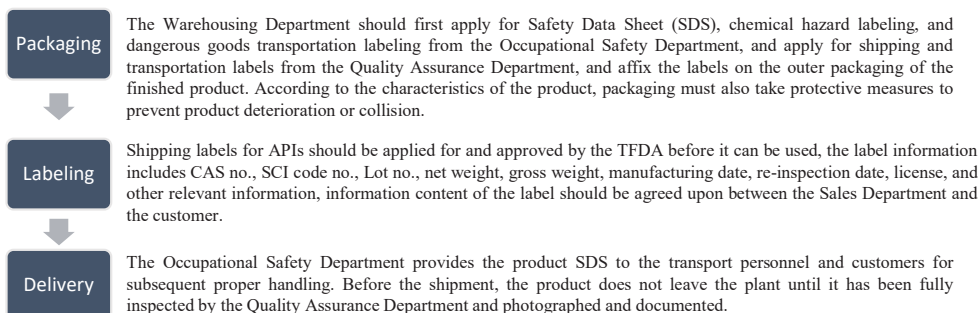 Packaging
The Warehousing Department should first apply for Safety Data Sheet (SDS), chemical hazard labeling, and
dangerous goods transportation labeling from the Occupational Safety Department, and apply for shipping and
transportation labels from the Quality Assurance Department, and affix the labels on the outer packaging of the
finished product. According to the characteristics of the product, packaging must also take protective measures to
prevent product deterioration or collision.
Labeling
Shipping labels for APIs should be applied for and approved by the TFDA before it can be used, the label information
includes CAS no., SCI code no., Lot no., net weight, gross weight, manufacturing date, re-inspection date, license, and
other relevant information, information content of the label should be agreed upon between the Sales Department and
the customer.
Delivery
The Occupational Safety Department provides the product SDS to the transport personnel and customers for
subsequent proper handling. Before the shipment, the product does not leave the plant until it has been fully
inspected by the Quality Assurance Department and photographed and documented.